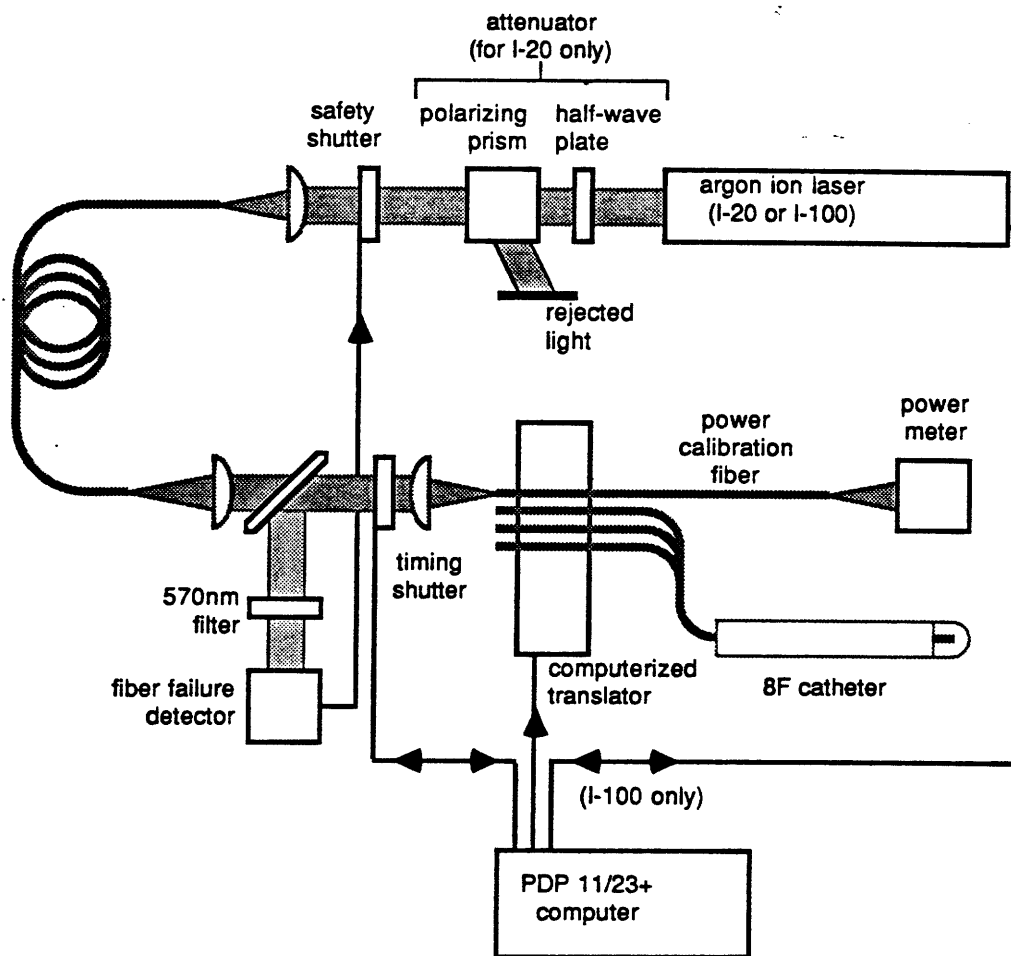 attenuator
(for I-20 only)
safety
shutter
polarizing
prism
half-wave
plate
argon ion laser
(I-20 or I-100)
rejected
light
power
calibration
fiber
power
meter
timing
shutter
570nm
filter
fiber failure
detector
computerized
translator
8F catheter
(I-100 only)
PDP 11/23+
computer